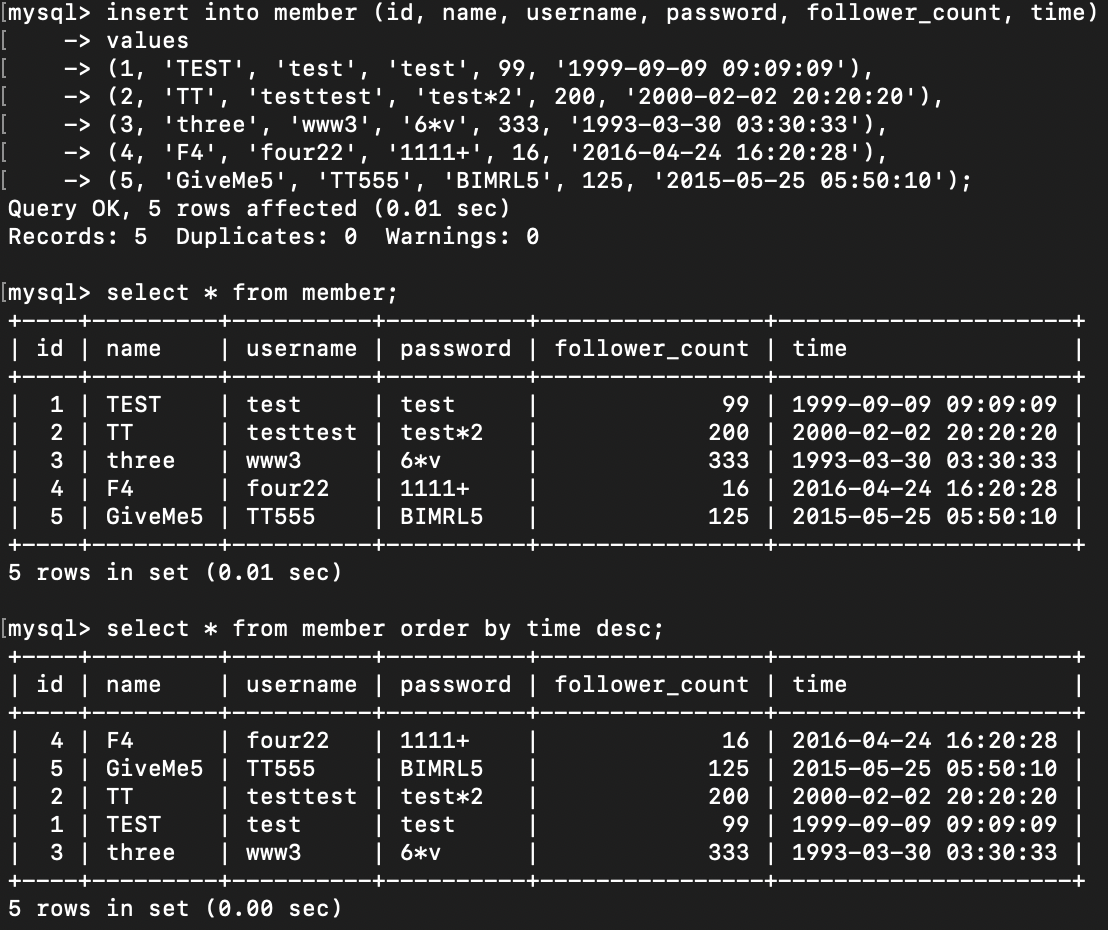 mysql> insert into member (id, name, username, password, follower_count, time)
    -> values
    -> (1, 'TEST', 'test', 'test', 99, '1999-09-09 09:09:09'),
    -> (2, 'TT', 'testtest', 'test*2', 200, '2000-02-02 20:20:20'),
    -> (3, 'three', 'www3', '6*v', 333, '1993-03-30 03:30:33'),
    -> (4, 'F4', 'four22', '1111+', 16, '2016-04-24 16:20:28'),
    -> (5, 'GiveMe5', 'TT555', 'BIMRL5', 125, '2015-05-25 05:50:10');
Query OK, 5 rows affected (0.01 sec)
Records: 5  Duplicates: 0  Warnings: 0

mysql> select * from member;
+----+---------+----------+----------+----------------+---------------------+
| id | name    | username | password | follower_count | time                |
+----+---------+----------+----------+----------------+---------------------+
|  1 | TEST    | test     | test     |             99 | 1999-09-09 09:09:09 |
|  2 | TT      | testtest | test*2   |            200 | 2000-02-02 20:20:20 |
|  3 | three   | www3     | 6*v      |            333 | 1993-03-30 03:30:33 |
|  4 | F4      | four22   | 1111+    |             16 | 2016-04-24 16:20:28 |
|  5 | GiveMe5 | TT555    | BIMRL5   |            125 | 2015-05-25 05:50:10 |
+----+---------+----------+----------+----------------+---------------------+
5 rows in set (0.01 sec)

mysql> select * from member order by time desc;
+----+---------+----------+----------+----------------+---------------------+
| id | name    | username | password | follower_count | time                |
+----+---------+----------+----------+----------------+---------------------+
|  4 | F4      | four22   | 1111+    |             16 | 2016-04-24 16:20:28 |
|  5 | GiveMe5 | TT555    | BIMRL5   |            125 | 2015-05-25 05:50:10 |
|  2 | TT      | testtest | test*2   |            200 | 2000-02-02 20:20:20 |
|  1 | TEST    | test     | test     |             99 | 1999-09-09 09:09:09 |
|  3 | three   | www3     | 6*v      |            333 | 1993-03-30 03:30:33 |
+----+---------+----------+----------+----------------+---------------------+
5 rows in set (0.00 sec)